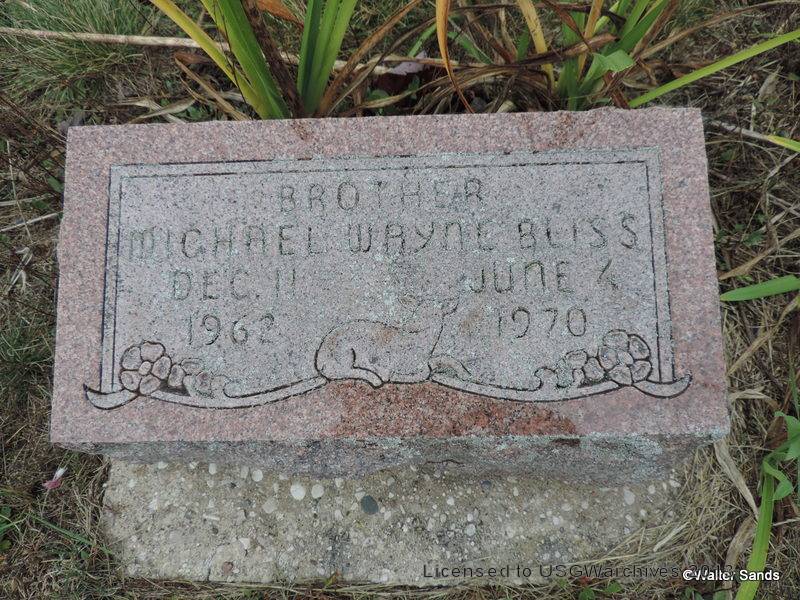 BROTHER
MICHAEL WAYNE BLISS
DEC. 11 JUNE 4
1962 1970
Licensed to USGWarchives
©Walter Sands